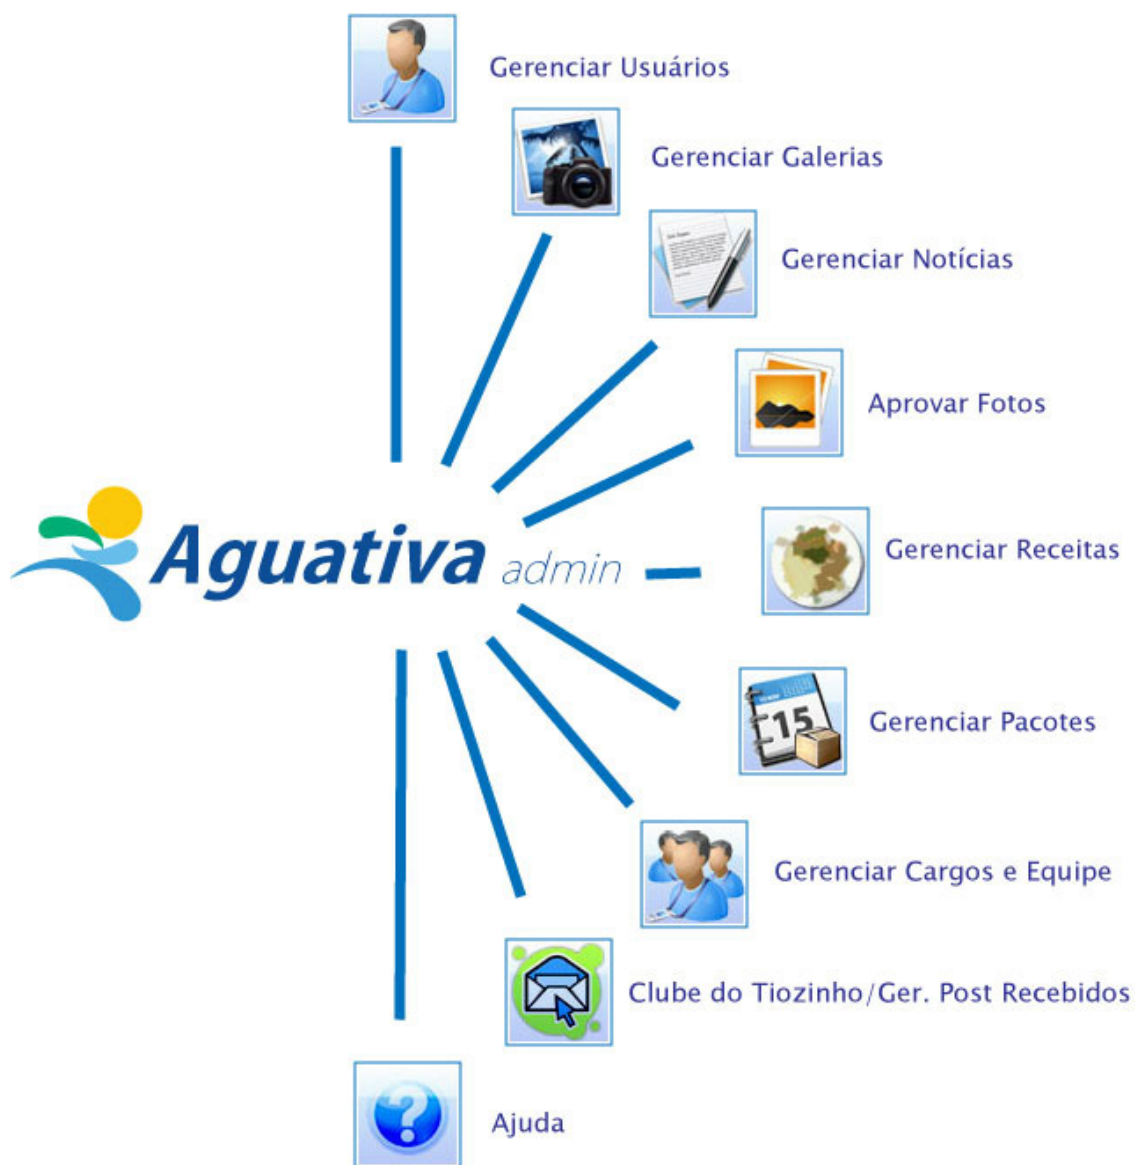 Gerenciar Usuários
Gerenciar Galerias
Gerenciar Notícias
Aprovar Fotos
Aguativa admin
Gerenciar Receitas
15
Gerenciar Pacotes
Gerenciar Cargos e Equipe
Clube do Tiozinho/Ger. Post Recebidos
?
Ajuda